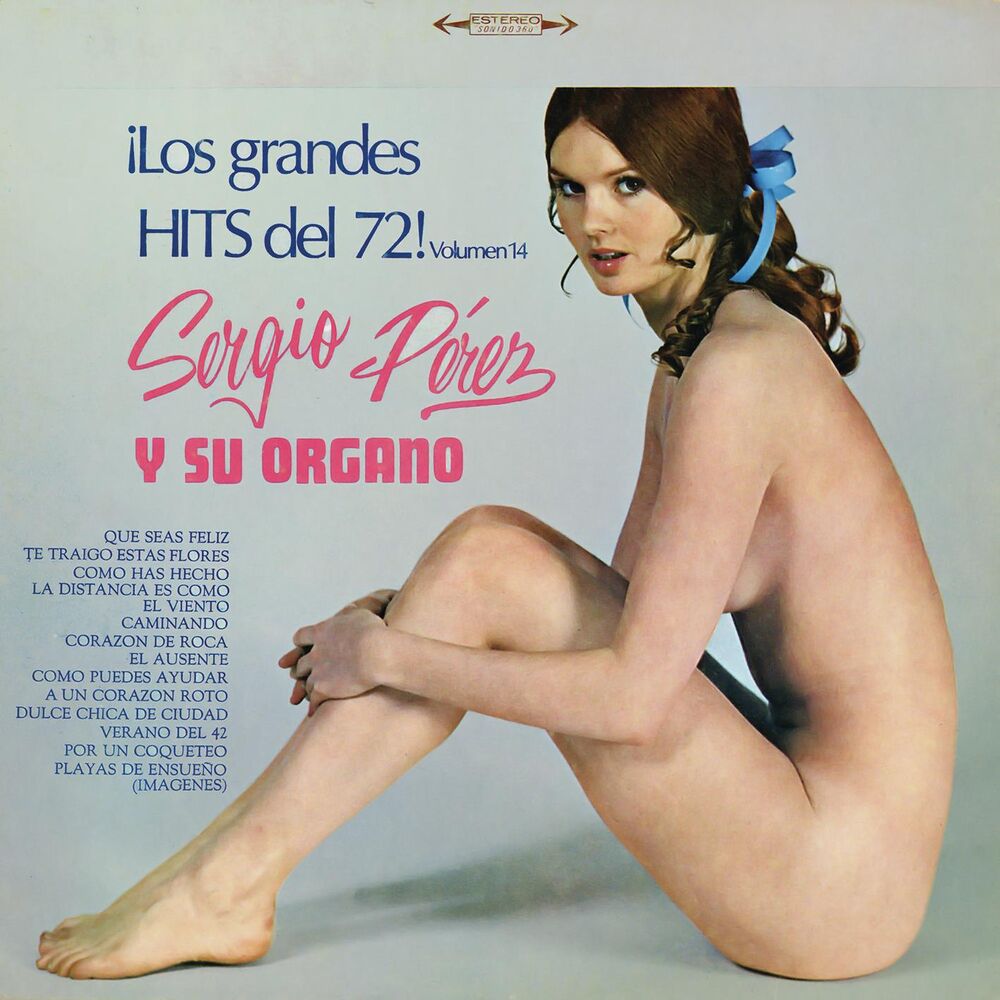 ESTEREO
SONIDO 360°
¡Los grandes
HITS del 72! Volumen 14
Sergio Pérez
Y SU ORGANO
QUE SEAS FELIZ
TE TRAIGO ESTAS FLORES
COMO HAS HECHO
LA DISTANCIA ES COMO
EL VIENTO
CAMINANDO
CORAZON DE ROCA
EL AUSENTE
COMO PUEDES AYUDAR
A UN CORAZON ROTO
DULCE CHICA DE CIUDAD
VERANO DEL 42
POR UN COQUETEO
PLAYAS DE ENSUEÑO
(IMAGENES)